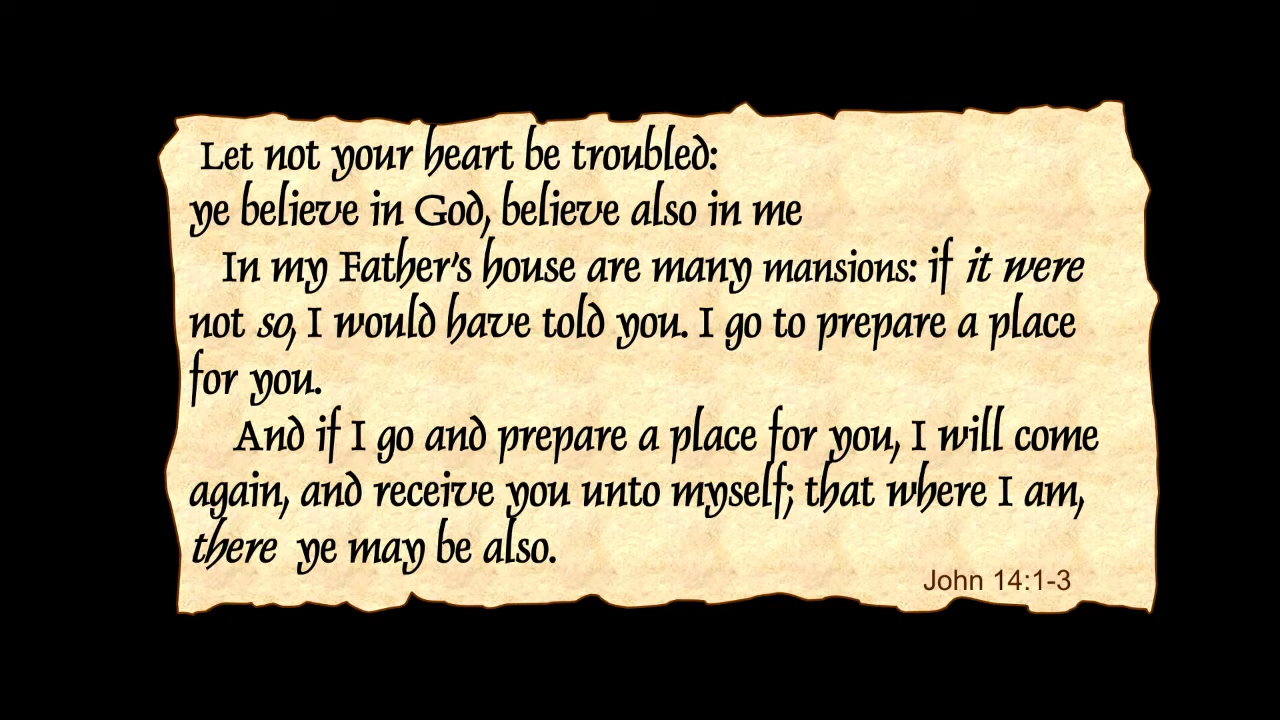 Let not your heart be troubled:
ye believe in God, believe also in me
In my Father's house are many mansions: if it were
not so, I would have told you. I go to prepare a place
for you.
And if I go and prepare a place for you, I will come
again, and receive you unto myself; that where I am,
there ye may be also.
John 14:1-3